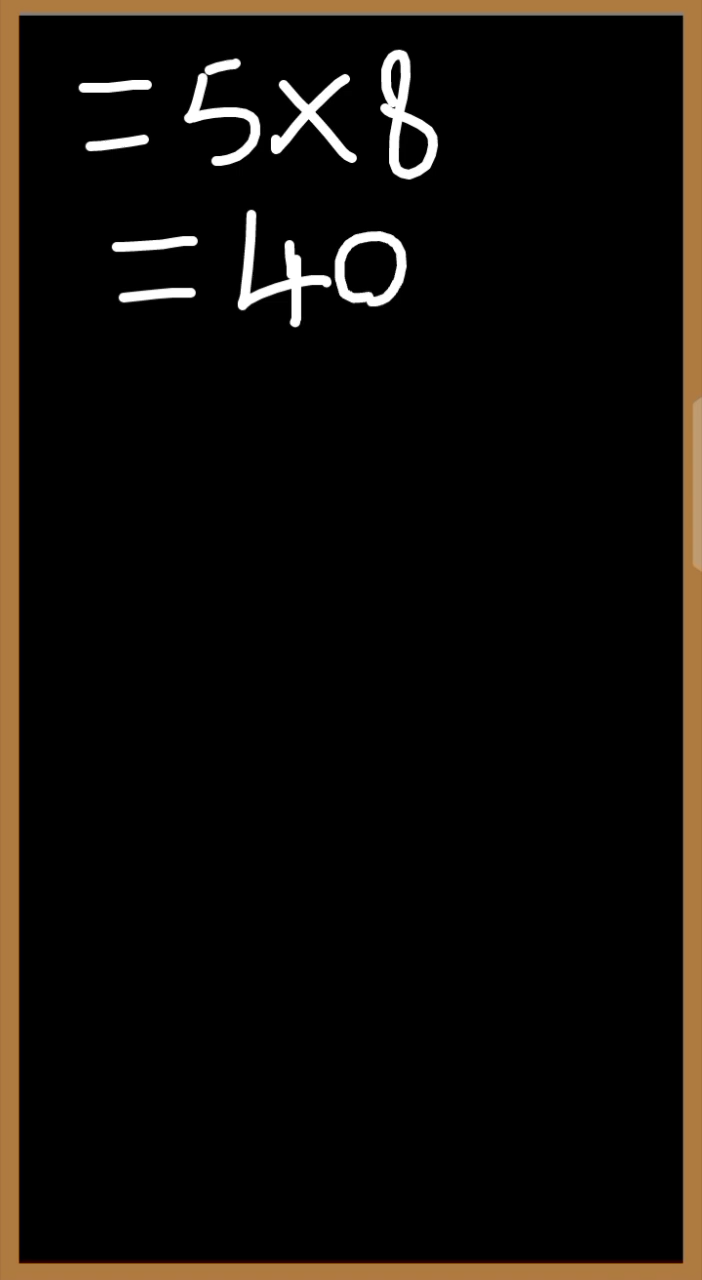 = 5 × 8
= 40